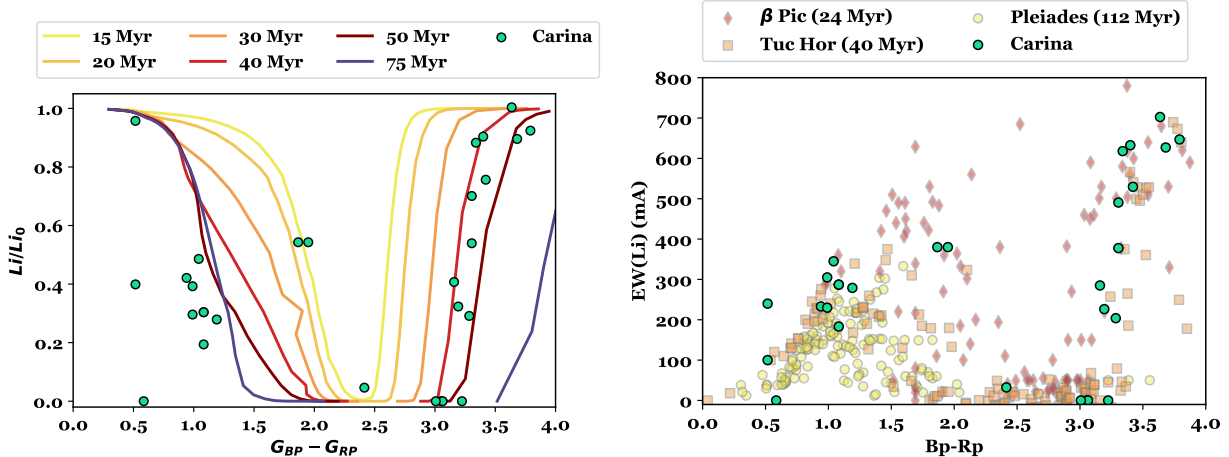 15 Myr 30 Myr 50 Myr Carina
20 Myr 40 Myr 75 Myr
1.0
0.8
0.6
0.4
0.2
0.0
Li/Li₀
0.0 0.5 1.0 1.5 2.0 2.5 3.0 3.5 4.0
G_BP − G_RP
β Pic (24 Myr) Pleiades (112 Myr)
Tuc Hor (40 Myr) Carina
800
700
600
500
400
300
200
100
0
EW(Li) (mA)
0.0 0.5 1.0 1.5 2.0 2.5 3.0 3.5 4.0
Bp-Rp